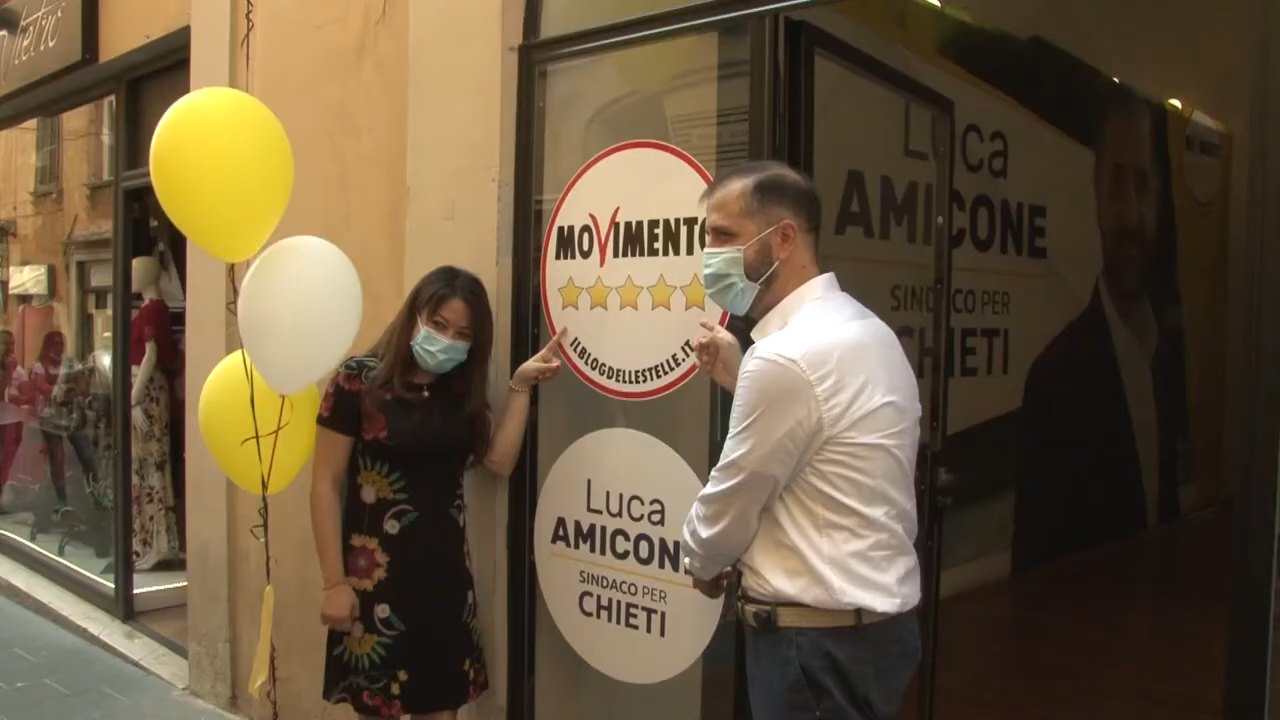 MOVIMENTO
ILBLOGDELLESTELLE.IT
Luca
AMICONE
SINDACO PER
CHIETI
Luca
AMICONE
SINDACO PER
CHIETI